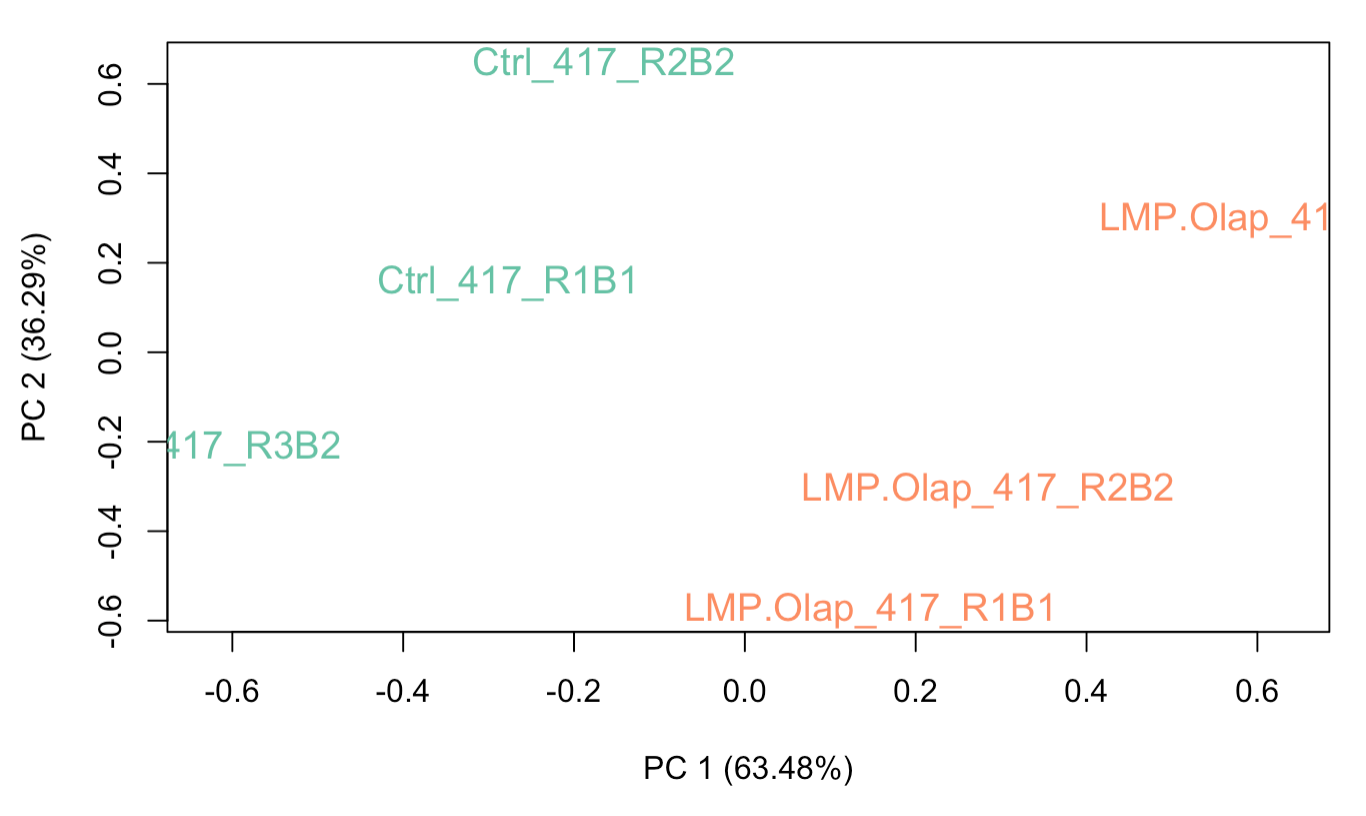 Ctrl_417_R2B2
LMP.Olap_41
Ctrl_417_R1B1
417_R3B2
LMP.Olap_417_R2B2
LMP.Olap_417_R1B1
PC 2 (36.29%)
0.6
0.4
0.2
0.0
-0.2
-0.4
-0.6
-0.6 -0.4 -0.2 0.0 0.2 0.4 0.6
PC 1 (63.48%)